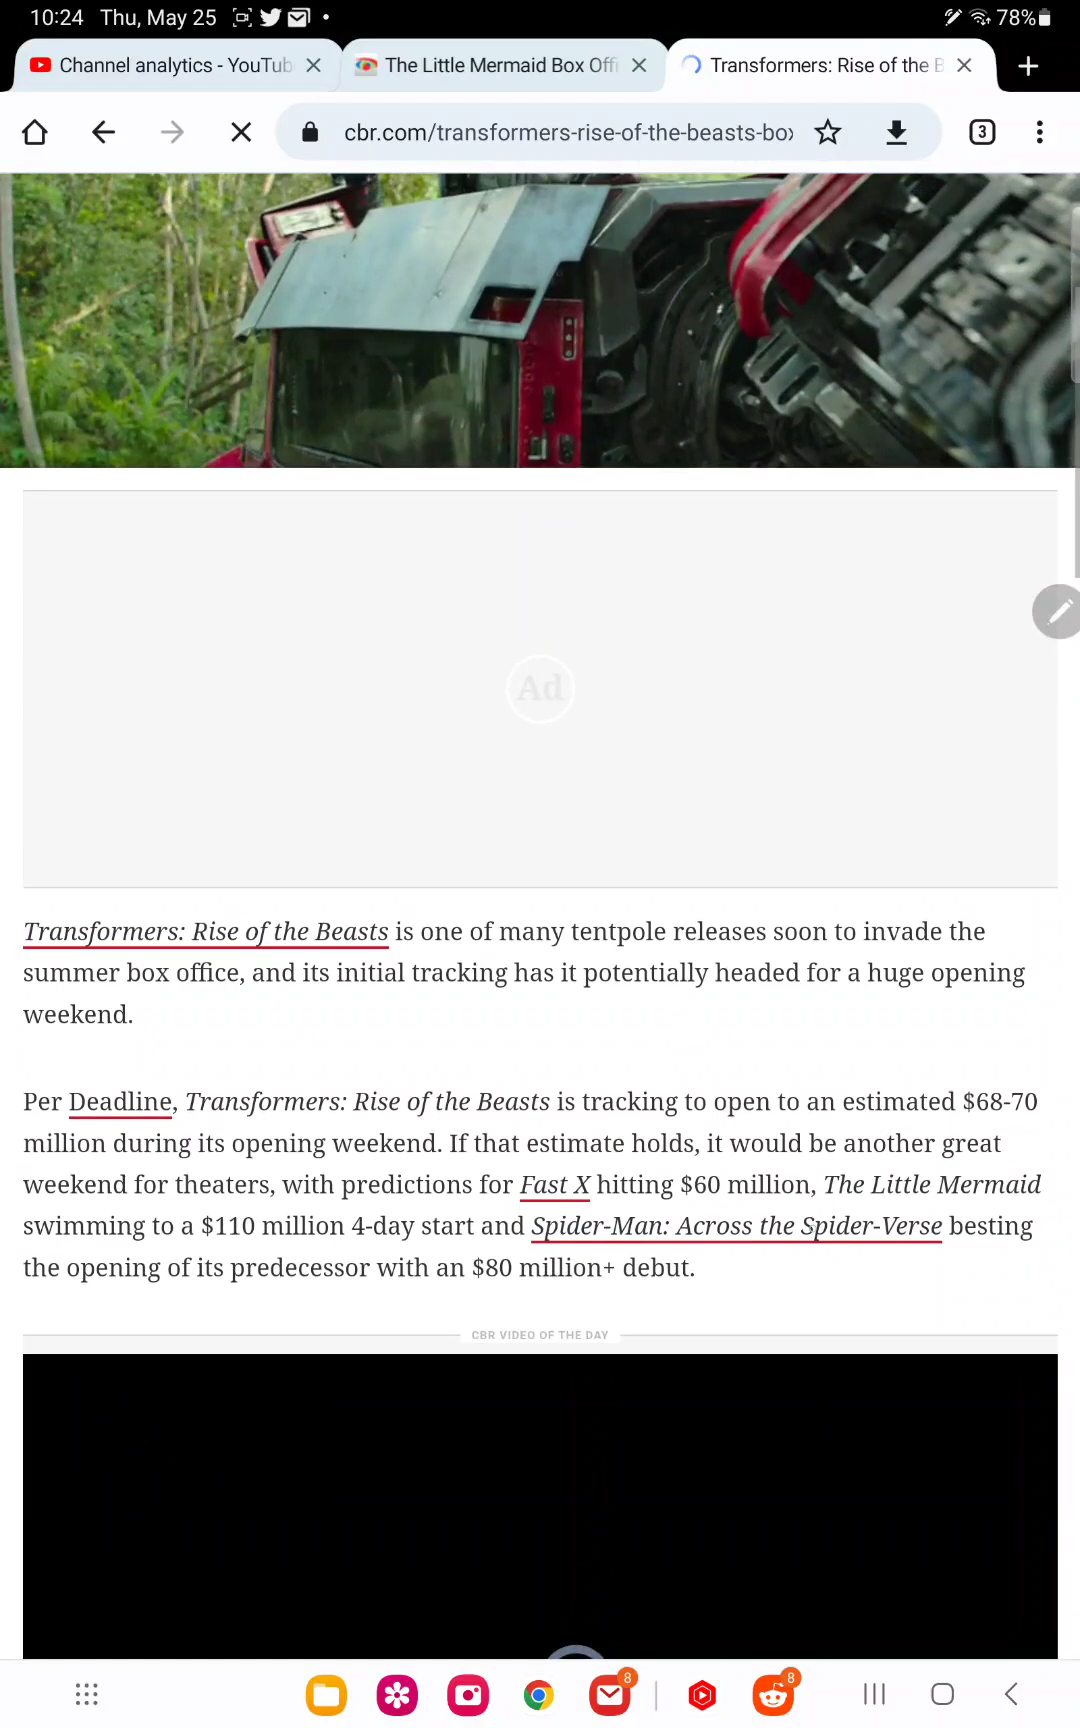 10:24 Thu, May 25 78%
Channel analytics - YouTub
The Little Mermaid Box Offi
Transformers: Rise of the B
cbr.com/transformers-rise-of-the-beasts-box
3
Ad
Transformers: Rise of the Beasts is one of many tentpole releases soon to invade the
summer box office, and its initial tracking has it potentially headed for a huge opening
weekend.
Per Deadline, Transformers: Rise of the Beasts is tracking to open to an estimated $68-70
million during its opening weekend. If that estimate holds, it would be another great
weekend for theaters, with predictions for Fast X hitting $60 million, The Little Mermaid
swimming to a $110 million 4-day start and Spider-Man: Across the Spider-Verse besting
the opening of its predecessor with an $80 million+ debut.
CBR VIDEO OF THE DAY
8 8